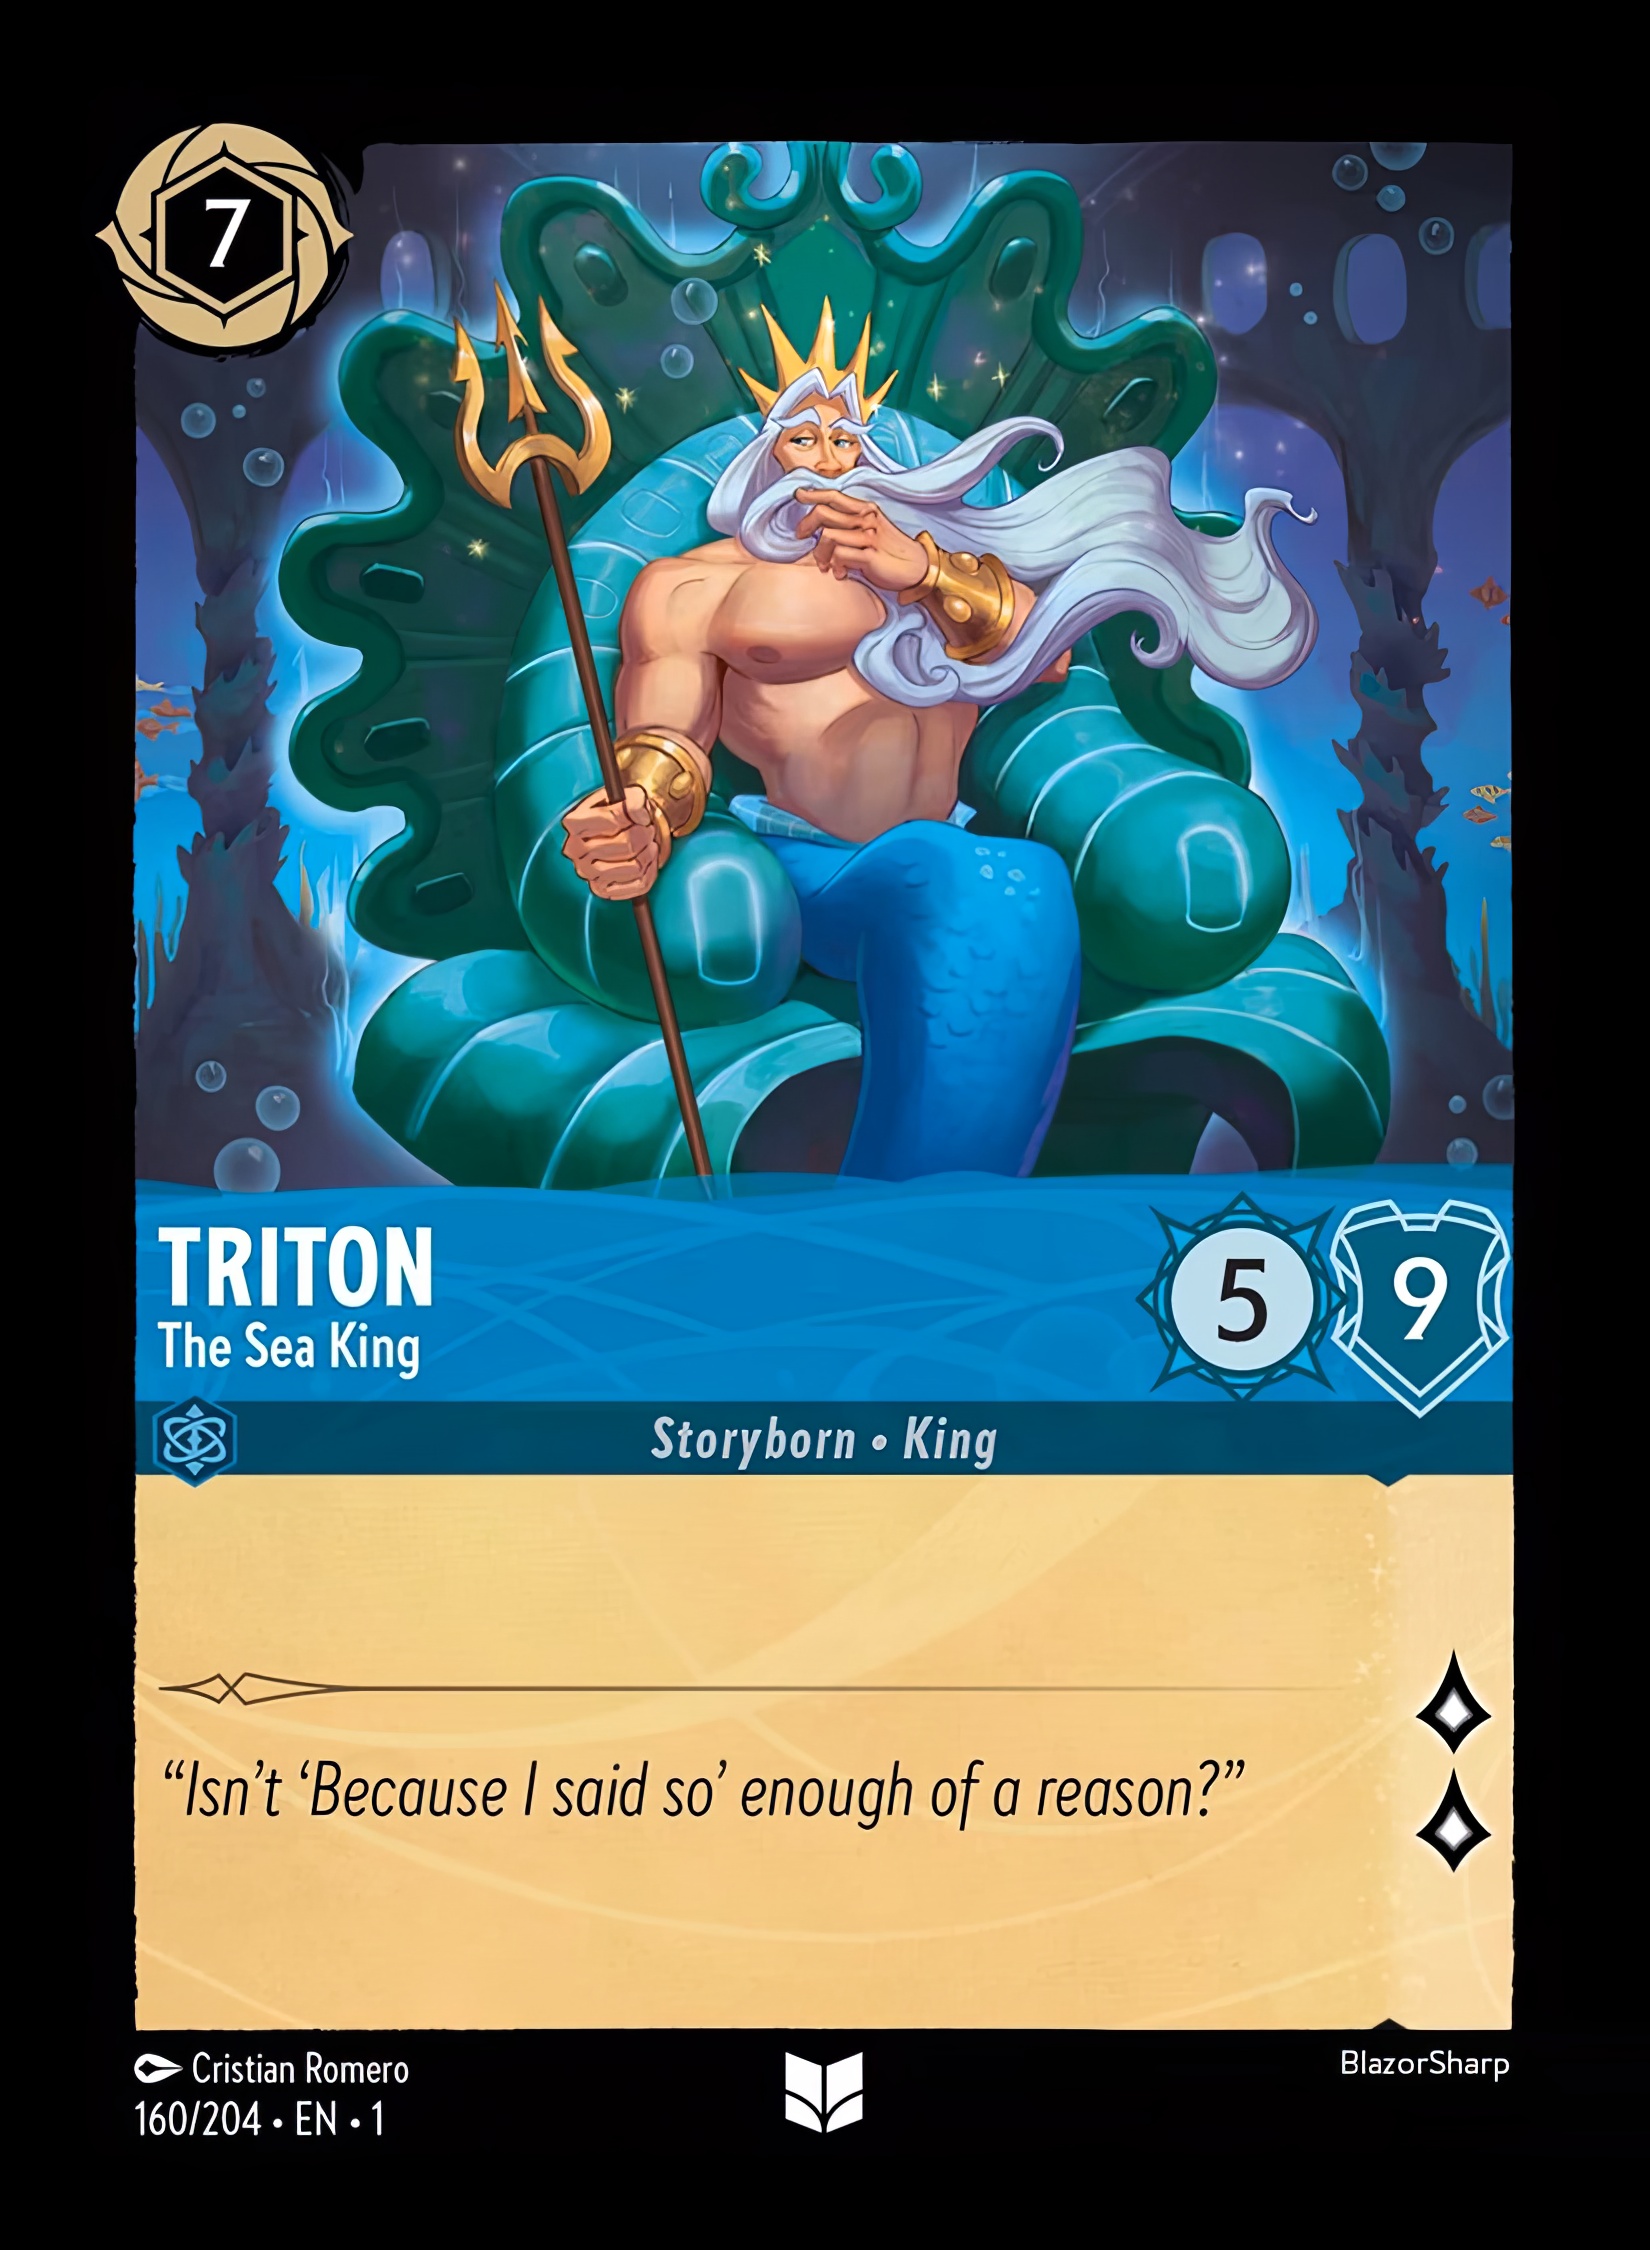 7
TRITON
The Sea King
5
9
Storyborn • King
“Isn’t ‘Because I said so’ enough of a reason?”
Cristian Romero
160/204 • EN • 1
BlazorSharp